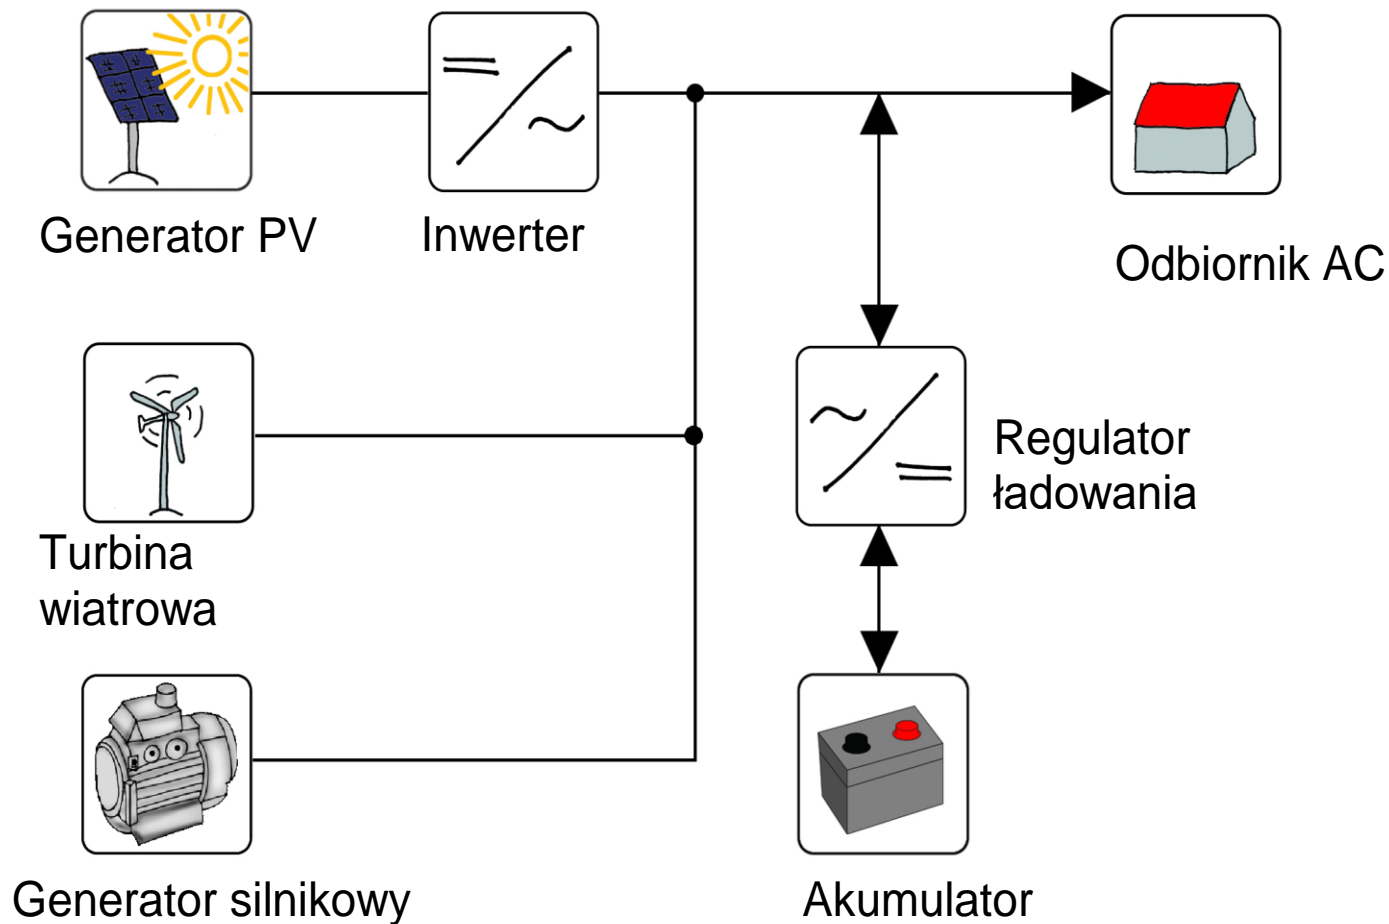 Generator PV
Inwerter
Odbiornik AC
Turbina
wiatrowa
Regulator
ładowania
Generator silnikowy
Akumulator